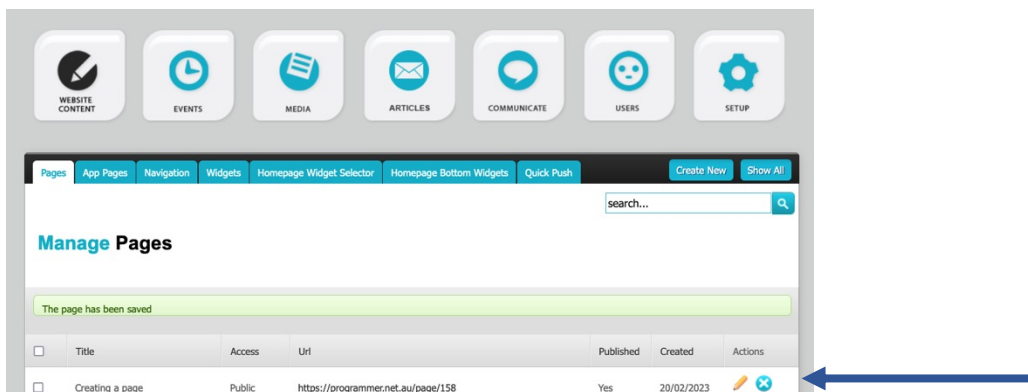 WEBSITE
CONTENT
EVENTS
MEDIA
ARTICLES
COMMUNICATE
USERS
SETUP
Pages App Pages Navigation Widgets Homepage Widget Selector Homepage Bottom Widgets Quick Push Create New Show All
search...
Manage Pages
The page has been saved
Title Access Url Published Created Actions
Creating a page Public https://programmer.net.au/page/158 Yes 20/02/2023